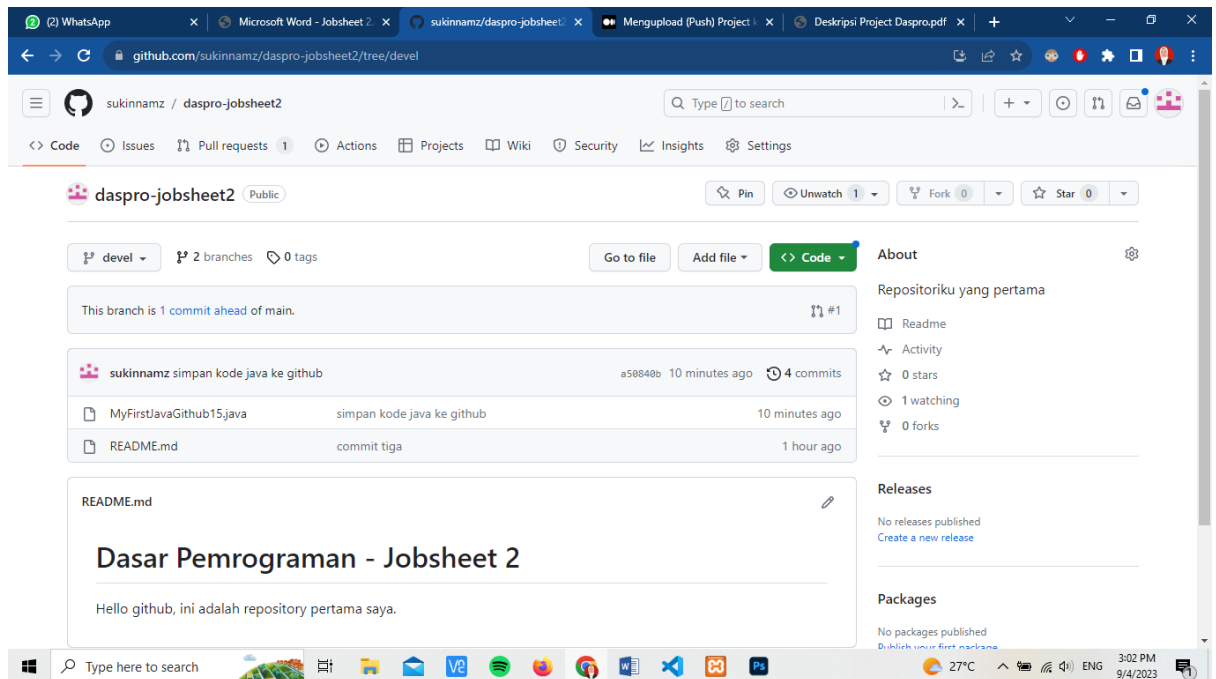 (2) WhatsApp
Microsoft Word - Jobsheet 2.
sukinnamz/daspro-jobsheet2
Mengupload (Push) Project k
Deskripsi Project Daspro.pdf
github.com/sukinnamz/daspro-jobsheet2/tree/devel
sukinnamz / daspro-jobsheet2
Type / to search
Code
Issues
Pull requests 1
Actions
Projects
Wiki
Security
Insights
Settings
daspro-jobsheet2 Public
Pin
Unwatch 1
Fork 0
Star 0
devel
2 branches
0 tags
Go to file
Add file
<> Code
This branch is 1 commit ahead of main.
#1
sukinnamz simpan kode java ke github
a50840b 10 minutes ago
4 commits
MyFirstJavaGithub15.java simpan kode java ke github 10 minutes ago
README.md commit tiga 1 hour ago
README.md
Dasar Pemrograman - Jobsheet 2
Hello github, ini adalah repository pertama saya.
About
Repositoriku yang pertama
Readme
Activity
0 stars
1 watching
0 forks
Releases
No releases published
Create a new release
Packages
No packages published
Publish your first package
Type here to search
27°C
ENG
3:02 PM
9/4/2023